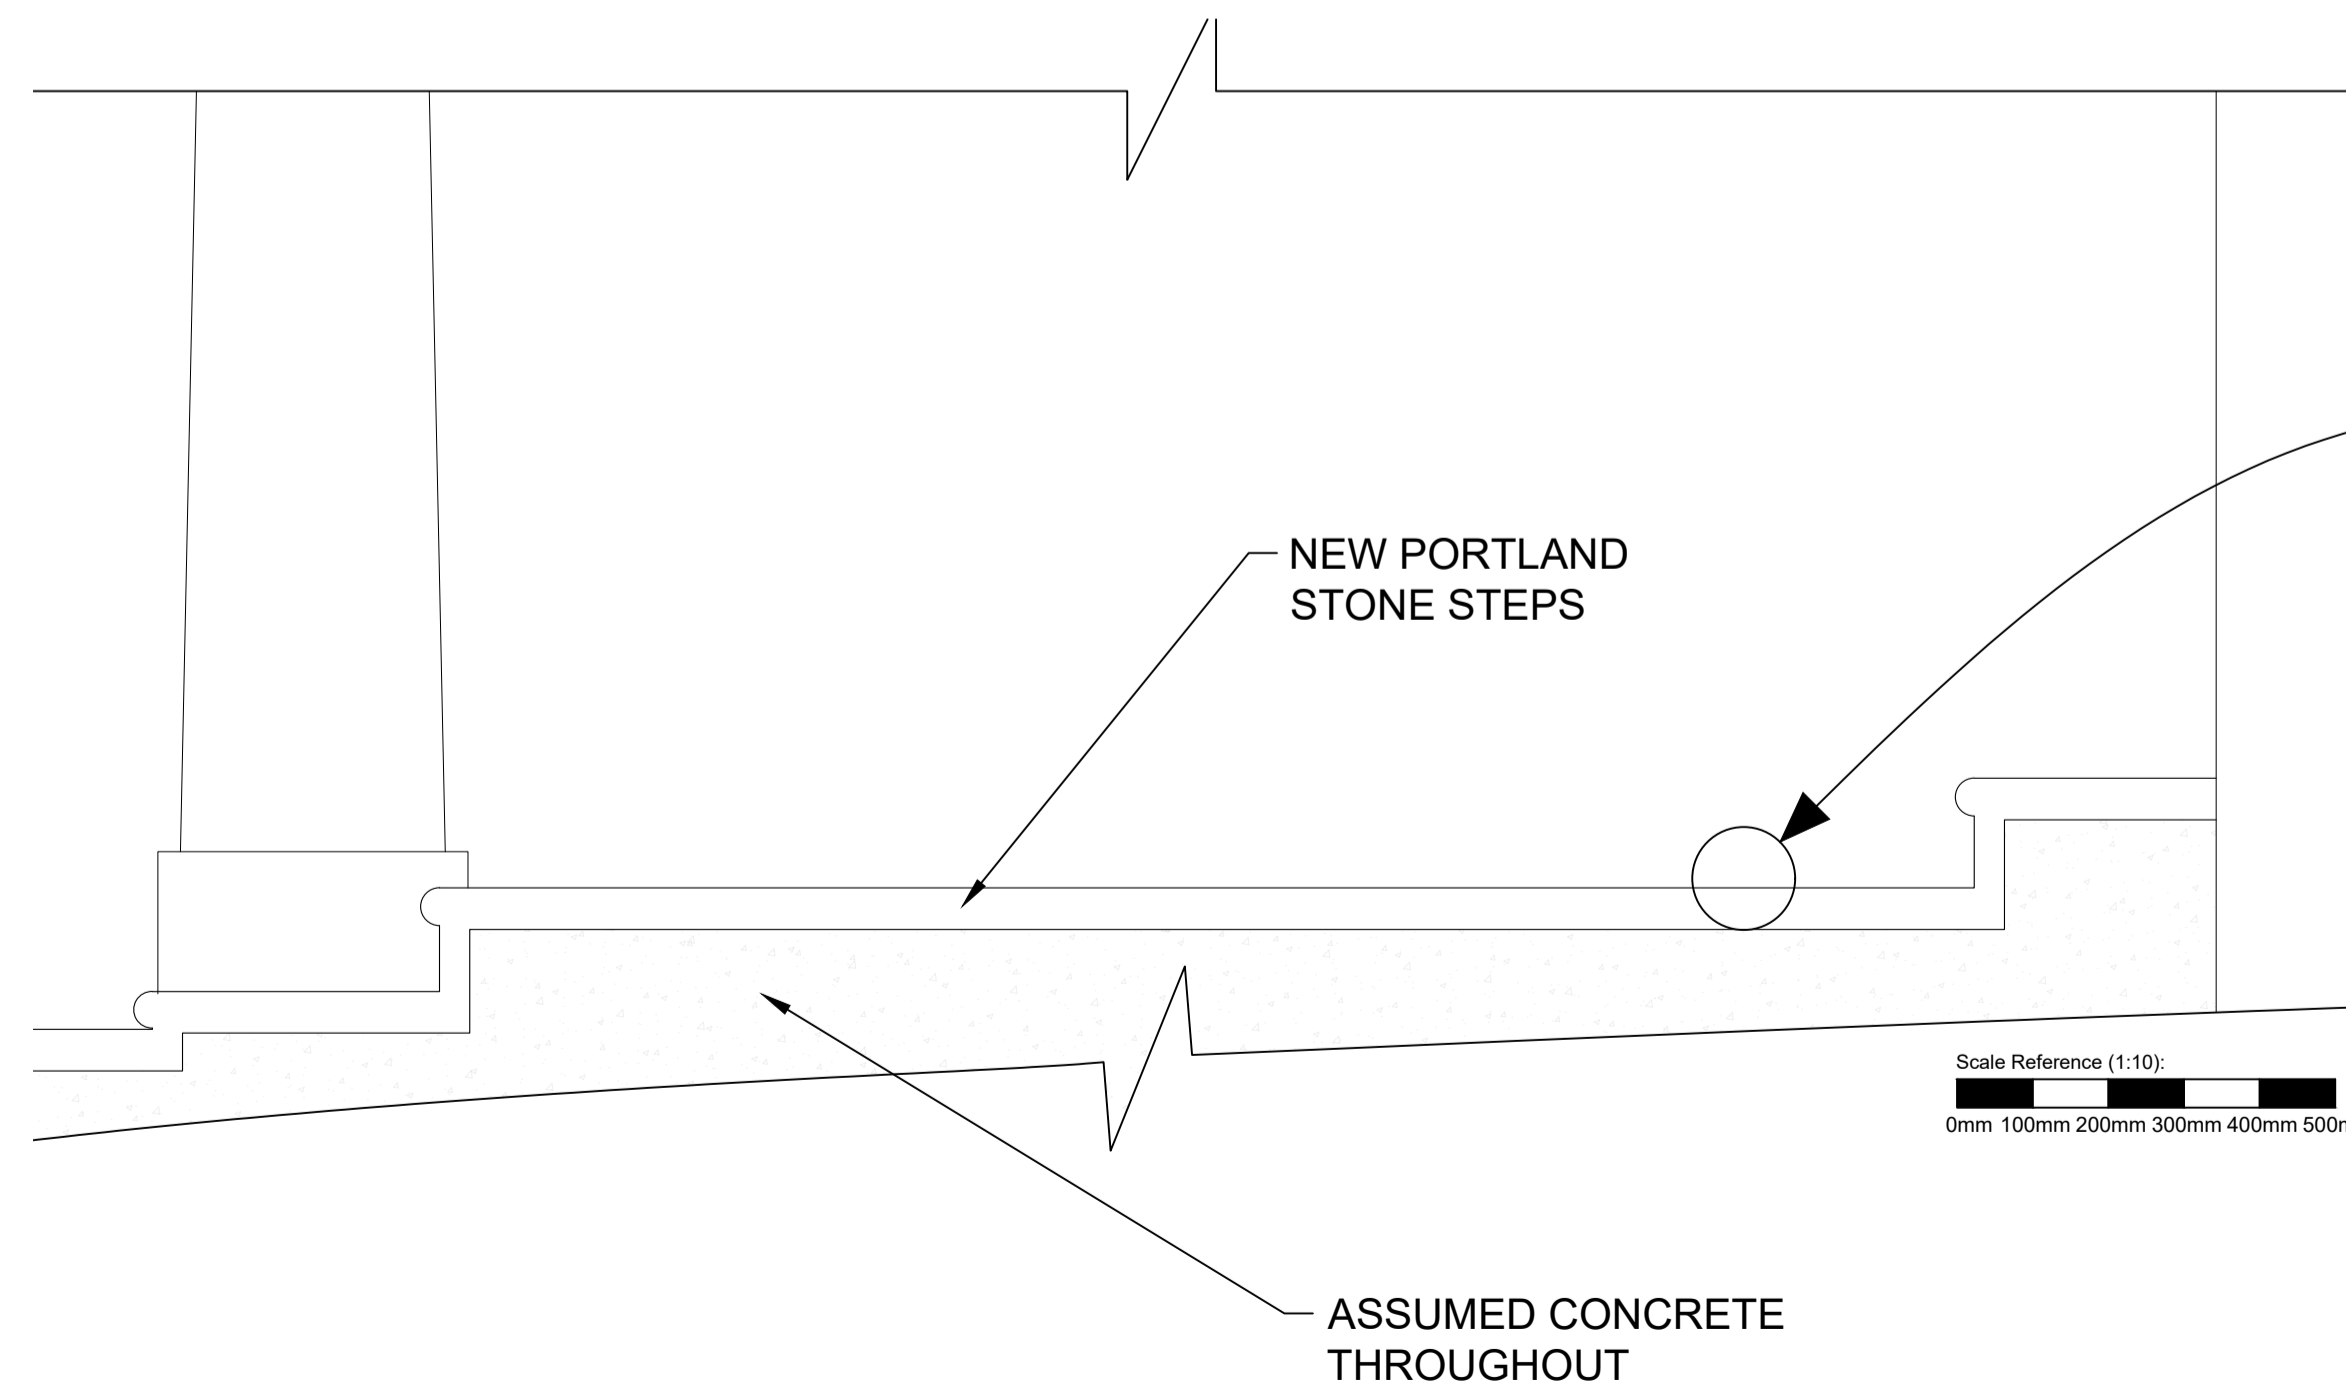 NEW PORTLAND
STONE STEPS
Scale Reference (1:10):
0mm 100mm 200mm 300mm 400mm
ASSUMED CONCRETE
THROUGHOUT